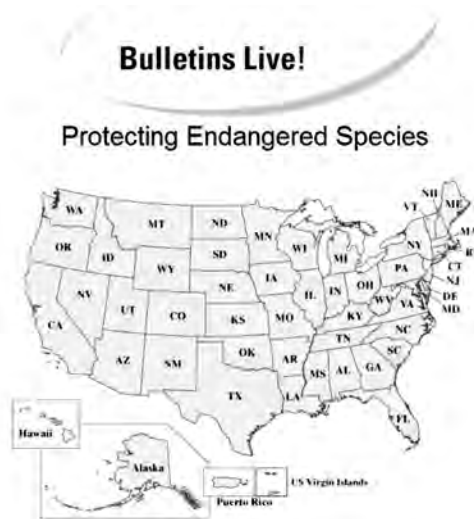 Bulletins Live!
Protecting Endangered Species
WA
MT
ND
MN
OR
ID
WY
SD
WI
MI
NY
VT
NH
ME
MA
NV
UT
CO
NE
IA
IL
IN
OH
PA
CT
NJ
DE
MD
CA
KS
MO
KY
WV
VA
AZ
NM
OK
AR
TN
NC
SC
TX
LA
MS
AL
GA
FL
Hawaii
Alaska
Puerto Rico
US Virgin Islands